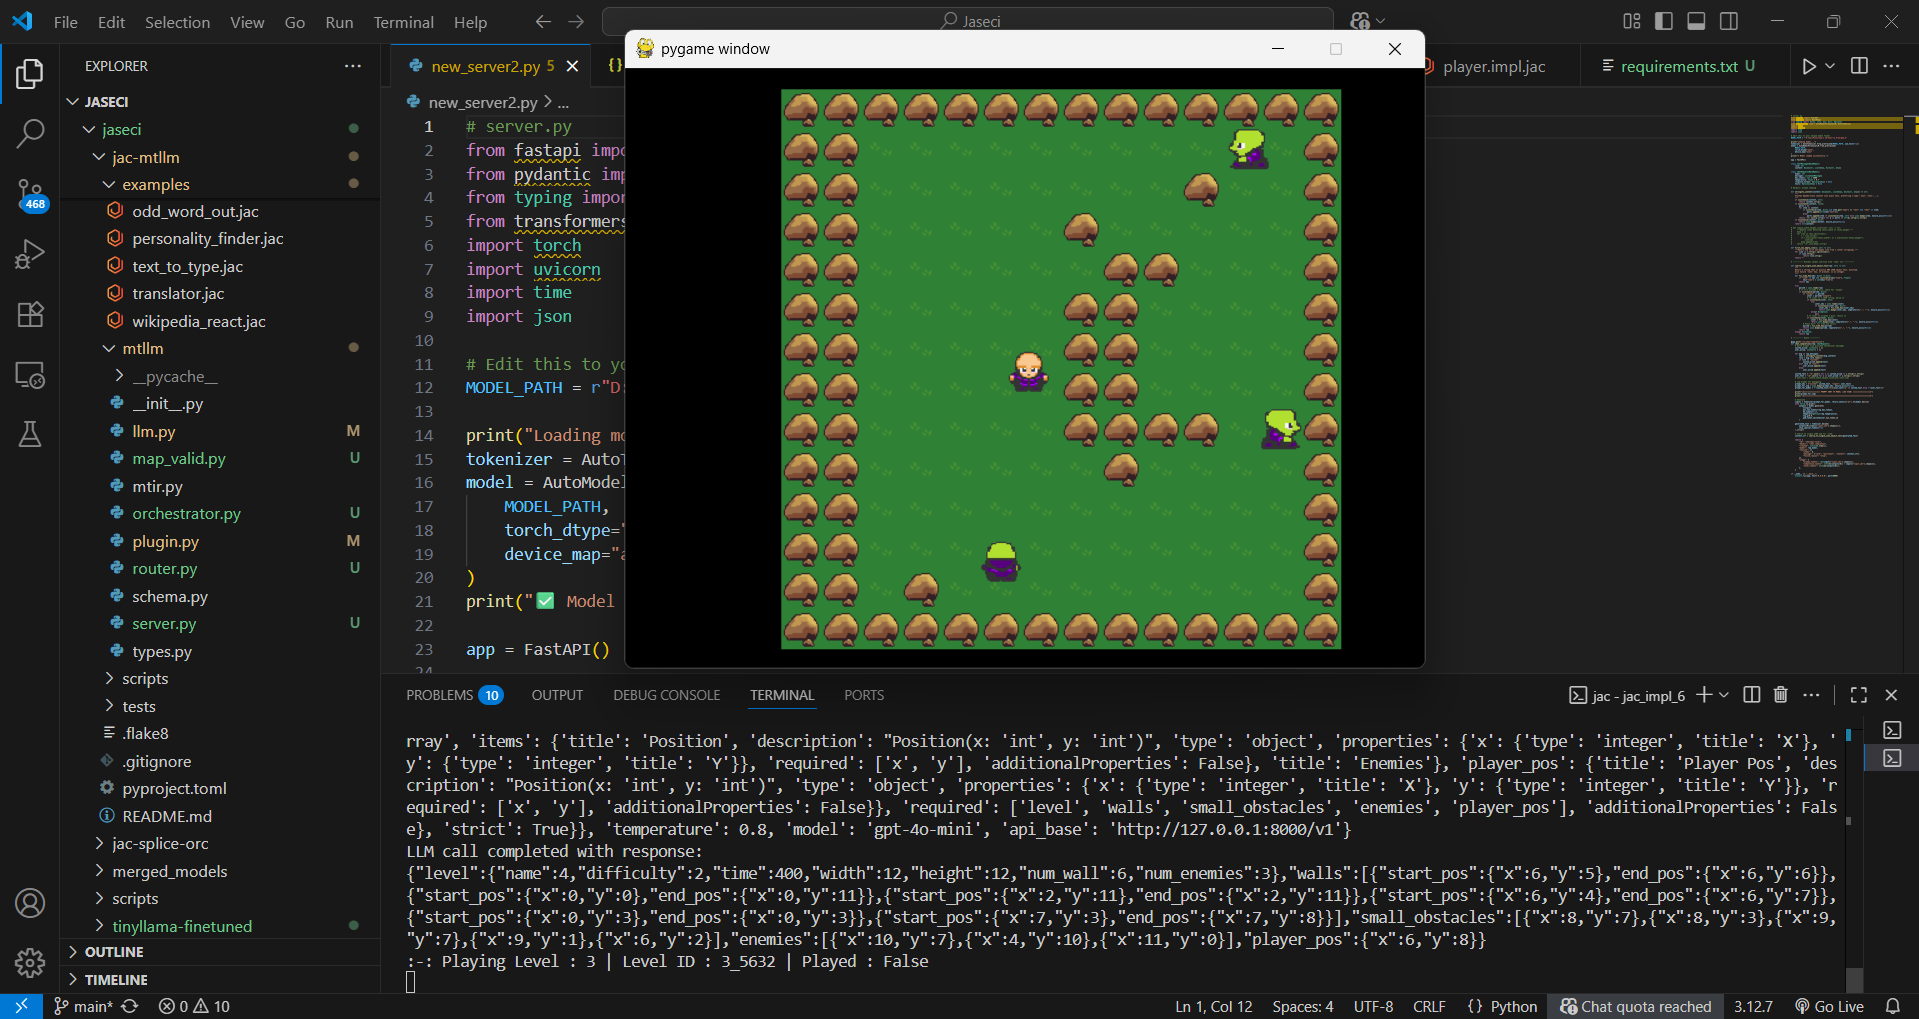 File Edit Selection View Go Run Terminal Help
Jaseci
EXPLORER
JASECI
jaseci
jac-mtllm
examples
odd_word_out.jac
personality_finder.jac
text_to_type.jac
translator.jac
wikipedia_react.jac
mtllm
__pycache__
__init__.py
llm.py M
map_valid.py U
mtir.py
orchestrator.py U
plugin.py M
router.py U
schema.py
server.py U
types.py
scripts
tests
.flake8
.gitignore
pyproject.toml
README.md
jac-splice-orc
merged_models
scripts
tinyllama-finetuned
OUTLINE
TIMELINE
468
new_server2.py 5
{}
player.impl.jac
requirements.txt U
new_server2.py > ...
1 # server.py
2 from fastapi impo
3 from pydantic im
4 from typing impor
5 from transformers
6 import torch
7 import uvicorn
8 import time
9 import json
10
11 # Edit this to yo
12 MODEL_PATH = r"D:
13
14 print("Loading mo
15 tokenizer = AutoT
16 model = AutoModel
17 MODEL_PATH,
18 torch_dtype="
19 device_map="a
20 )
21 print("✅ Model
22
23 app = FastAPI()
24
pygame window
PROBLEMS 10 OUTPUT DEBUG CONSOLE TERMINAL PORTS
jac - jac_impl_6
rray', 'items': {'title': 'Position', 'description': "Position(x: 'int', y: 'int')", 'type': 'object', 'properties': {'x': {'type': 'integer', 'title': 'X'}, '
y': {'type': 'integer', 'title': 'Y'}}, 'required': ['x', 'y'], 'additionalProperties': False}, 'title': 'Enemies'}, 'player_pos': {'title': 'Player Pos', 'des
cription': "Position(x: 'int', y: 'int')", 'type': 'object', 'properties': {'x': {'type': 'integer', 'title': 'X'}, 'y': {'type': 'integer', 'title': 'Y'}}, 'r
equired': ['x', 'y'], 'additionalProperties': False}}, 'required': ['level', 'walls', 'small_obstacles', 'enemies', 'player_pos'], 'additionalProperties': Fals
e}, 'strict': True}}, 'temperature': 0.8, 'model': 'gpt-4o-mini', 'api_base': 'http://127.0.0.1:8000/v1'}
LLM call completed with response:
{"level":{"name":4,"difficulty":2,"time":400,"width":12,"height":12,"num_wall":6,"num_enemies":3},"walls":[{"start_pos":{"x":6,"y":5},"end_pos":{"x":6,"y":6}},
{"start_pos":{"x":0,"y":0},"end_pos":{"x":0,"y":11}},{"start_pos":{"x":2,"y":11},"end_pos":{"x":2,"y":11}},{"start_pos":{"x":6,"y":4},"end_pos":{"x":6,"y":7}},
{"start_pos":{"x":0,"y":3},"end_pos":{"x":0,"y":3}},{"start_pos":{"x":7,"y":3},"end_pos":{"x":7,"y":8}}],"small_obstacles":[{"x":8,"y":7},{"x":8,"y":3},{"x":9,
"y":7},{"x":9,"y":1},{"x":6,"y":2}],"enemies":[{"x":10,"y":7},{"x":4,"y":10},{"x":11,"y":0}],"player_pos":{"x":6,"y":8}}
:-: Playing Level : 3 | Level ID : 3_5632 | Played : False
main* 0 10
Ln 1, Col 12 Spaces: 4 UTF-8 CRLF {} Python Chat quota reached 3.12.7 Go Live